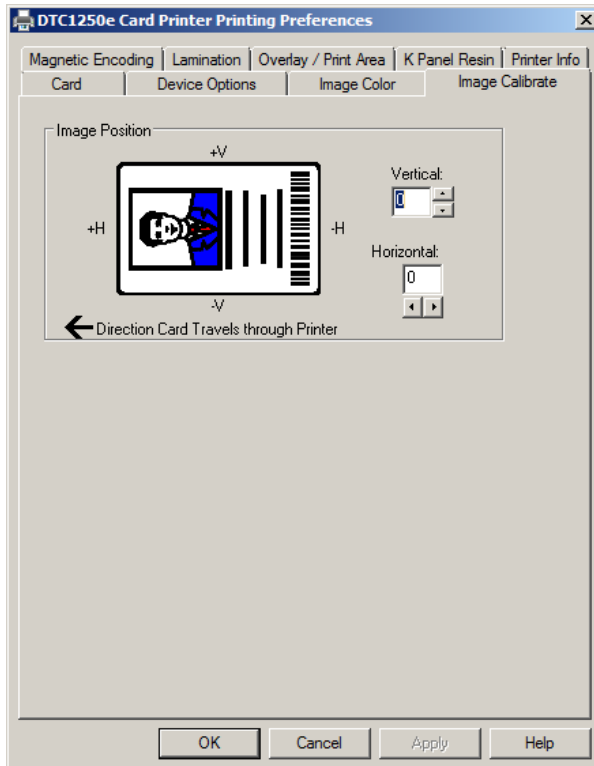 DTC1250e Card Printer Printing Preferences
Magnetic Encoding Lamination Overlay / Print Area K Panel Resin Printer Info
Card Device Options Image Color Image Calibrate
Image Position
+V
Vertical:
0
+H
-H
Horizontal:
0
-V
Direction Card Travels through Printer
OK Cancel Apply Help